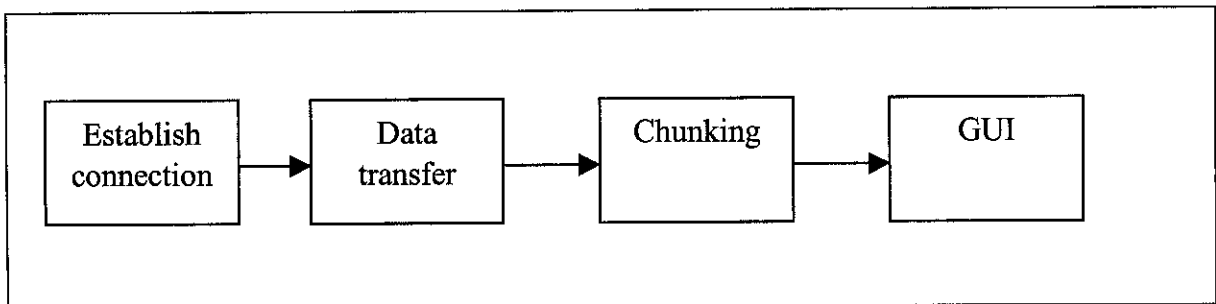 Establish
connection
Data
transfer
Chunking
GUI